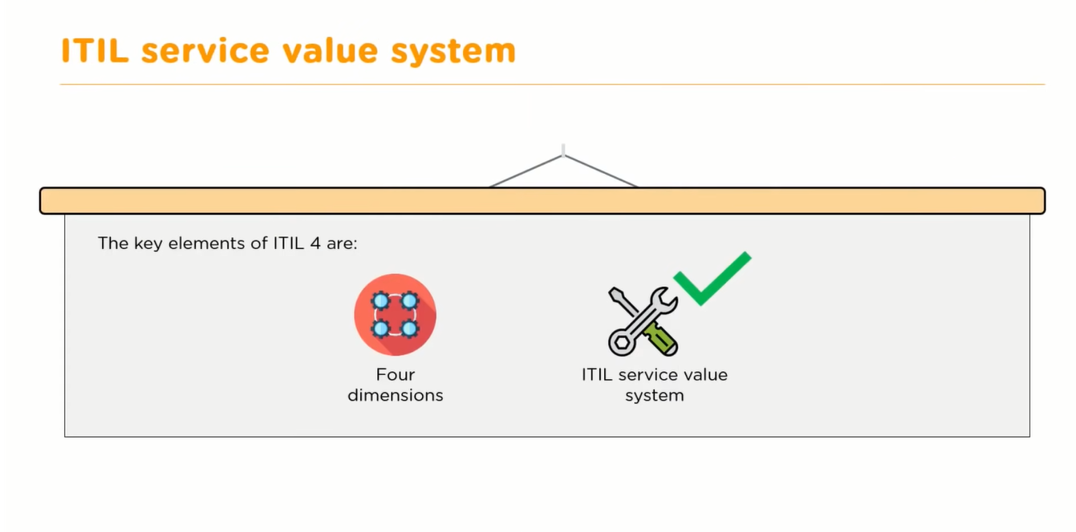 ITIL service value system
The key elements of ITIL 4 are:
Four
dimensions
ITIL service value
system